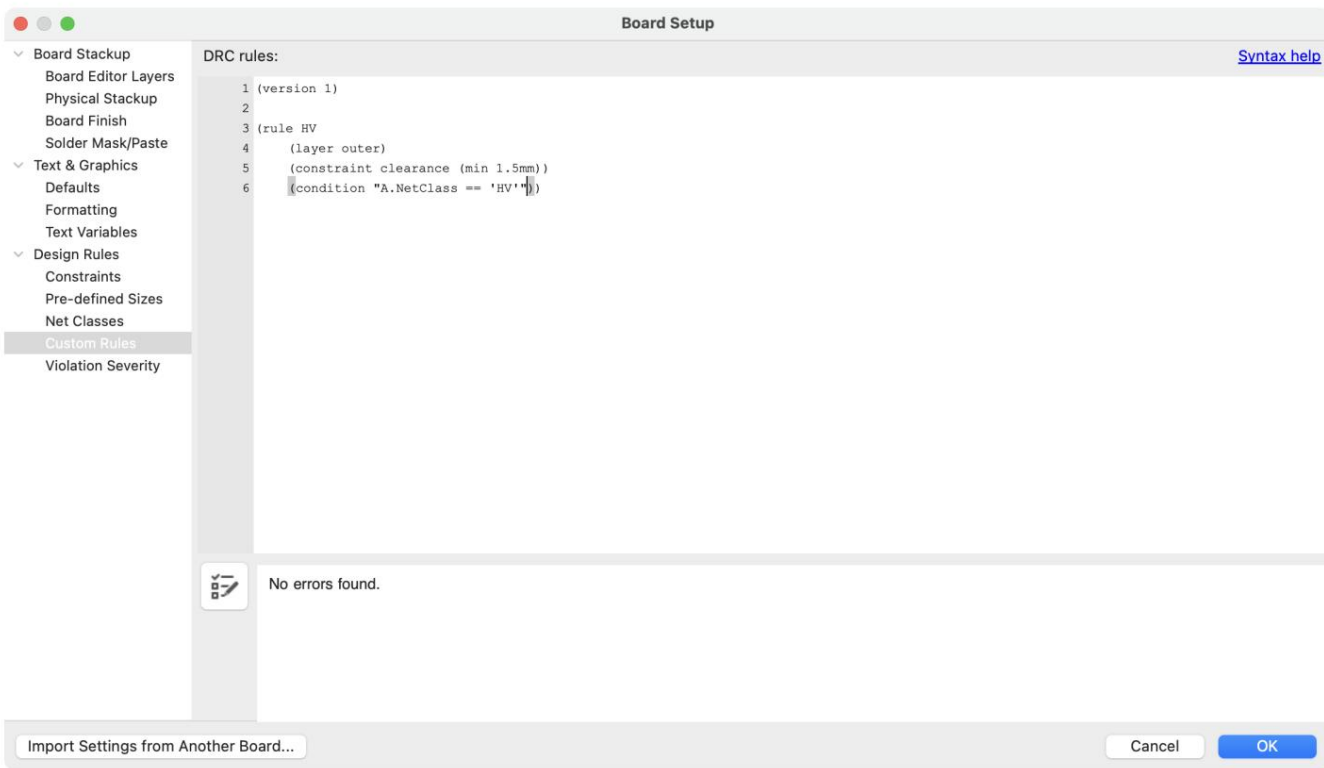 Board Setup
Board Stackup
Board Editor Layers
Physical Stackup
Board Finish
Solder Mask/Paste
Text & Graphics
Defaults
Formatting
Text Variables
Design Rules
Constraints
Pre-defined Sizes
Net Classes
Custom Rules
Violation Severity
DRC rules:
Syntax help
1 (version 1)
2
3 (rule HV
4 (layer outer)
5 (constraint clearance (min 1.5mm))
6 (condition "A.NetClass == 'HV'"))
No errors found.
Import Settings from Another Board...
Cancel
OK